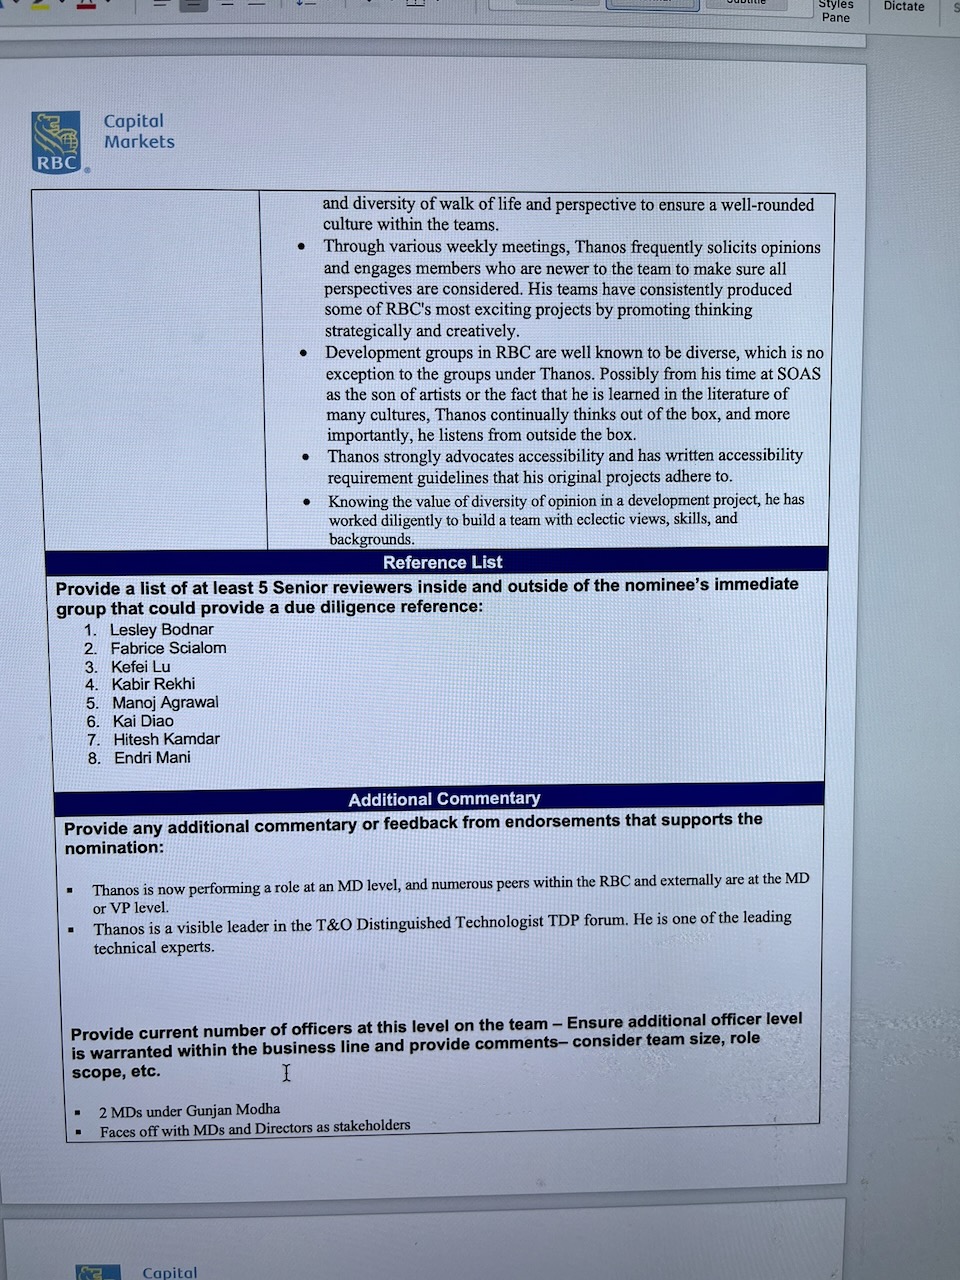 Styles
Pane
Dictate
Capital
Markets
RBC
and diversity of walk of life and perspective to ensure a well-rounded
culture within the teams.
• Through various weekly meetings, Thanos frequently solicits opinions
and engages members who are newer to the team to make sure all
perspectives are considered. His teams have consistently produced
some of RBC's most exciting projects by promoting thinking
strategically and creatively.
• Development groups in RBC are well known to be diverse, which is no
exception to the groups under Thanos. Possibly from his time at SOAS
as the son of artists or the fact that he is learned in the literature of
many cultures, Thanos continually thinks out of the box, and more
importantly, he listens from outside the box.
• Thanos strongly advocates accessibility and has written accessibility
requirement guidelines that his original projects adhere to.
• Knowing the value of diversity of opinion in a development project, he has
worked diligently to build a team with eclectic views, skills, and
backgrounds.
Reference List
Provide a list of at least 5 Senior reviewers inside and outside of the nominee's immediate
group that could provide a due diligence reference:
1. Lesley Bodnar
2. Fabrice Scialom
3. Kefei Lu
4. Kabir Rekhi
5. Manoj Agrawal
6. Kai Diao
7. Hitesh Kamdar
8. Endri Mani
Additional Commentary
Provide any additional commentary or feedback from endorsements that supports the
nomination:
▪ Thanos is now performing a role at an MD level, and numerous peers within the RBC and externally are at the MD
or VP level.
▪ Thanos is a visible leader in the T&O Distinguished Technologist TDP forum. He is one of the leading
technical experts.
Provide current number of officers at this level on the team – Ensure additional officer level
is warranted within the business line and provide comments– consider team size, role
scope, etc.
▪ 2 MDs under Gunjan Modha
▪ Faces off with MDs and Directors as stakeholders
Capital